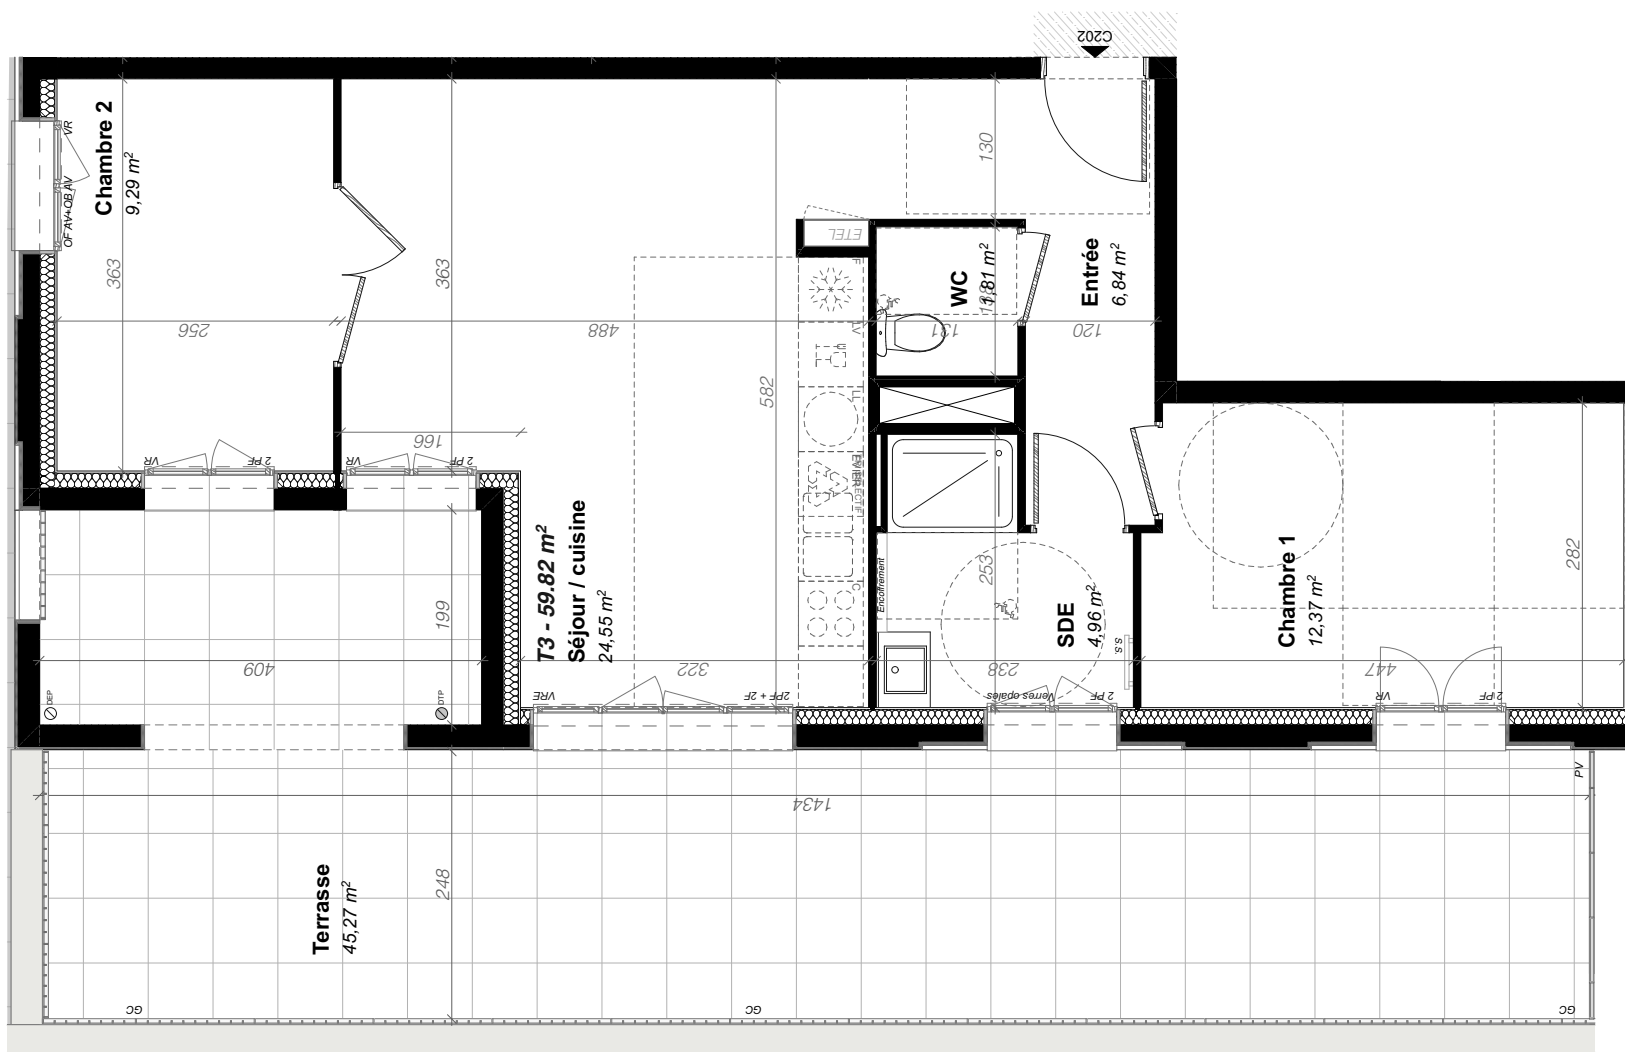 C202
Chambre 2
9,29 m²
VR
OF AV+OB AV
363
256
VR
2 PF
363
488
166
VR
2 PF
582
130
ETEL
F
LV
LL
C
WC
1,81 m²
131
Entrée
6,84 m²
120
T3 - 59.82 m²
Séjour / cuisine
24,55 m²
322
VRE
2PF + 2F
253
Encoffrement
SDE
4,96 m²
238
S.S.
Verres opales
2 PF
Chambre 1
12,37 m²
282
447
VR
2 PF
199
409
DEP
DTP
1434
PV
Terrasse
45,27 m²
248
GC
GC
GC